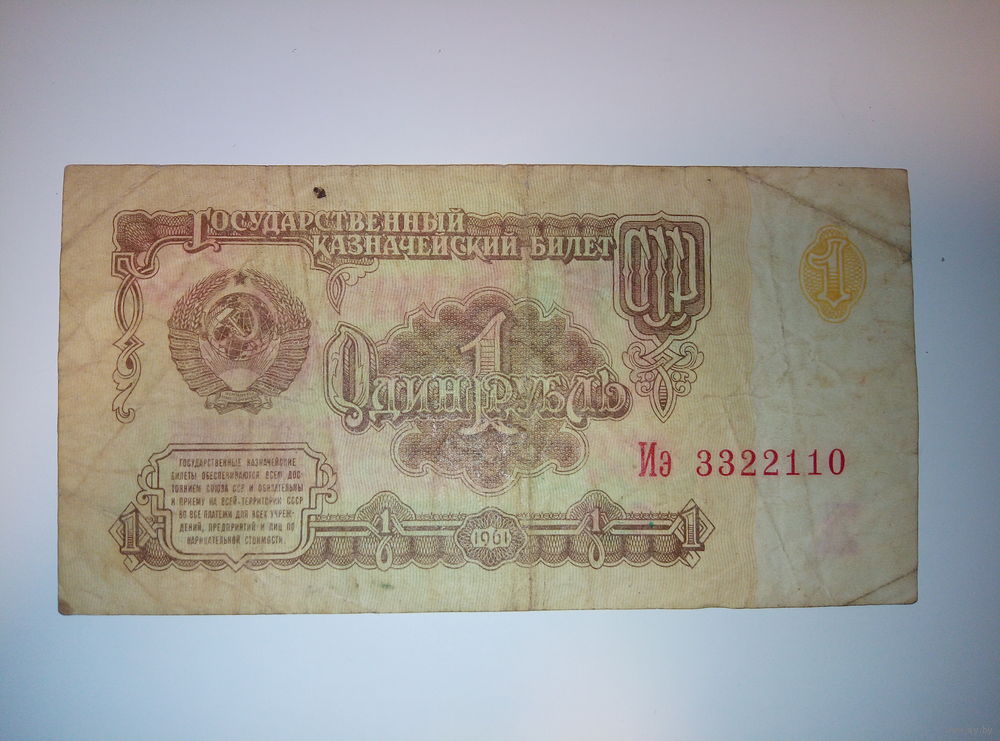 Государственный
казначейский билет
СССР
1
1
Один рубль
Иэ 3322110
Государственные казначейские
билеты обеспечиваются всем дос-
тоянием Союза ССР и обязательны
к приему на всей территории СССР
во все платежи для всех учреж-
дений, предприятий и лиц по
нарицательной стоимости.
1 1 1961 1 1